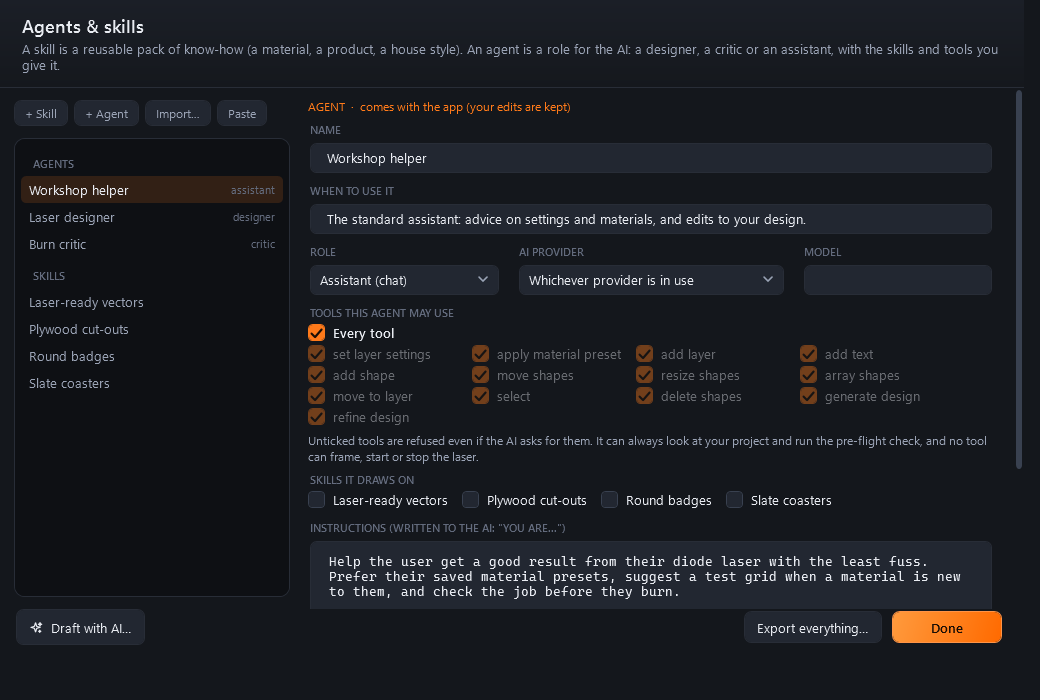 Agents & skills
A skill is a reusable pack of know-how (a material, a product, a house style). An agent is a role for the AI: a designer, a critic or an assistant, with the skills and tools you
give it.
+ Skill
+ Agent
Import...
Paste
AGENTS
Workshop helper assistant
Laser designer designer
Burn critic critic
SKILLS
Laser-ready vectors
Plywood cut-outs
Round badges
Slate coasters
AGENT · comes with the app (your edits are kept)
NAME
Workshop helper
WHEN TO USE IT
The standard assistant: advice on settings and materials, and edits to your design.
ROLE AI PROVIDER MODEL
Assistant (chat) Whichever provider is in use
TOOLS THIS AGENT MAY USE
Every tool
set layer settings apply material preset add layer add text
add shape move shapes resize shapes array shapes
move to layer select delete shapes generate design
refine design
Unticked tools are refused even if the AI asks for them. It can always look at your project and run the pre-flight check, and no tool
can frame, start or stop the laser.
SKILLS IT DRAWS ON
Laser-ready vectors Plywood cut-outs Round badges Slate coasters
INSTRUCTIONS (WRITTEN TO THE AI: "YOU ARE...")
Help the user get a good result from their diode laser with the least fuss.
Prefer their saved material presets, suggest a test grid when a material is new
to them, and check the job before they burn.
Draft with AI...
Export everything...
Done